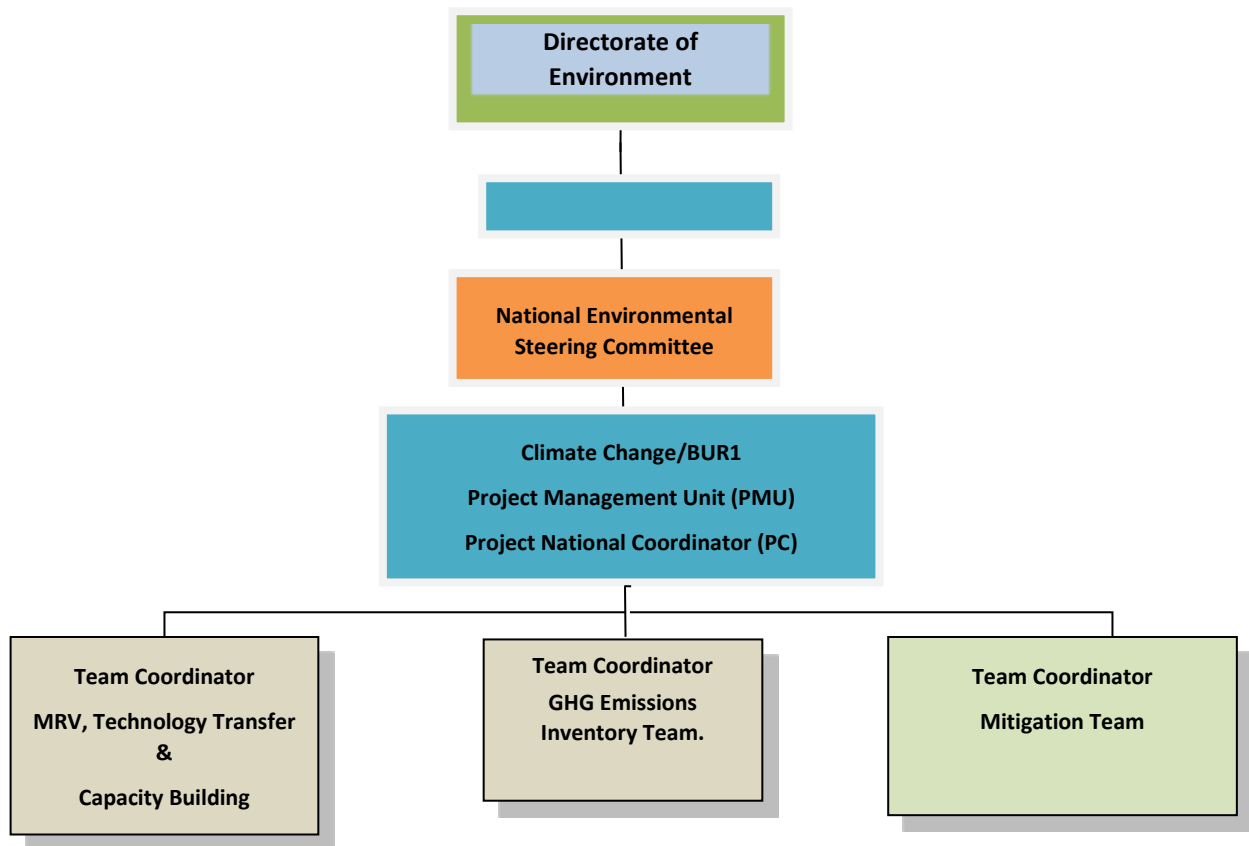 Directorate of
Environment
National Environmental
Steering Committee
Climate Change/BUR1
Project Management Unit (PMU)
Project National Coordinator (PC)
Team Coordinator
MRV, Technology Transfer
&
Capacity Building
Team Coordinator
GHG Emissions
Inventory Team.
Team Coordinator
Mitigation Team